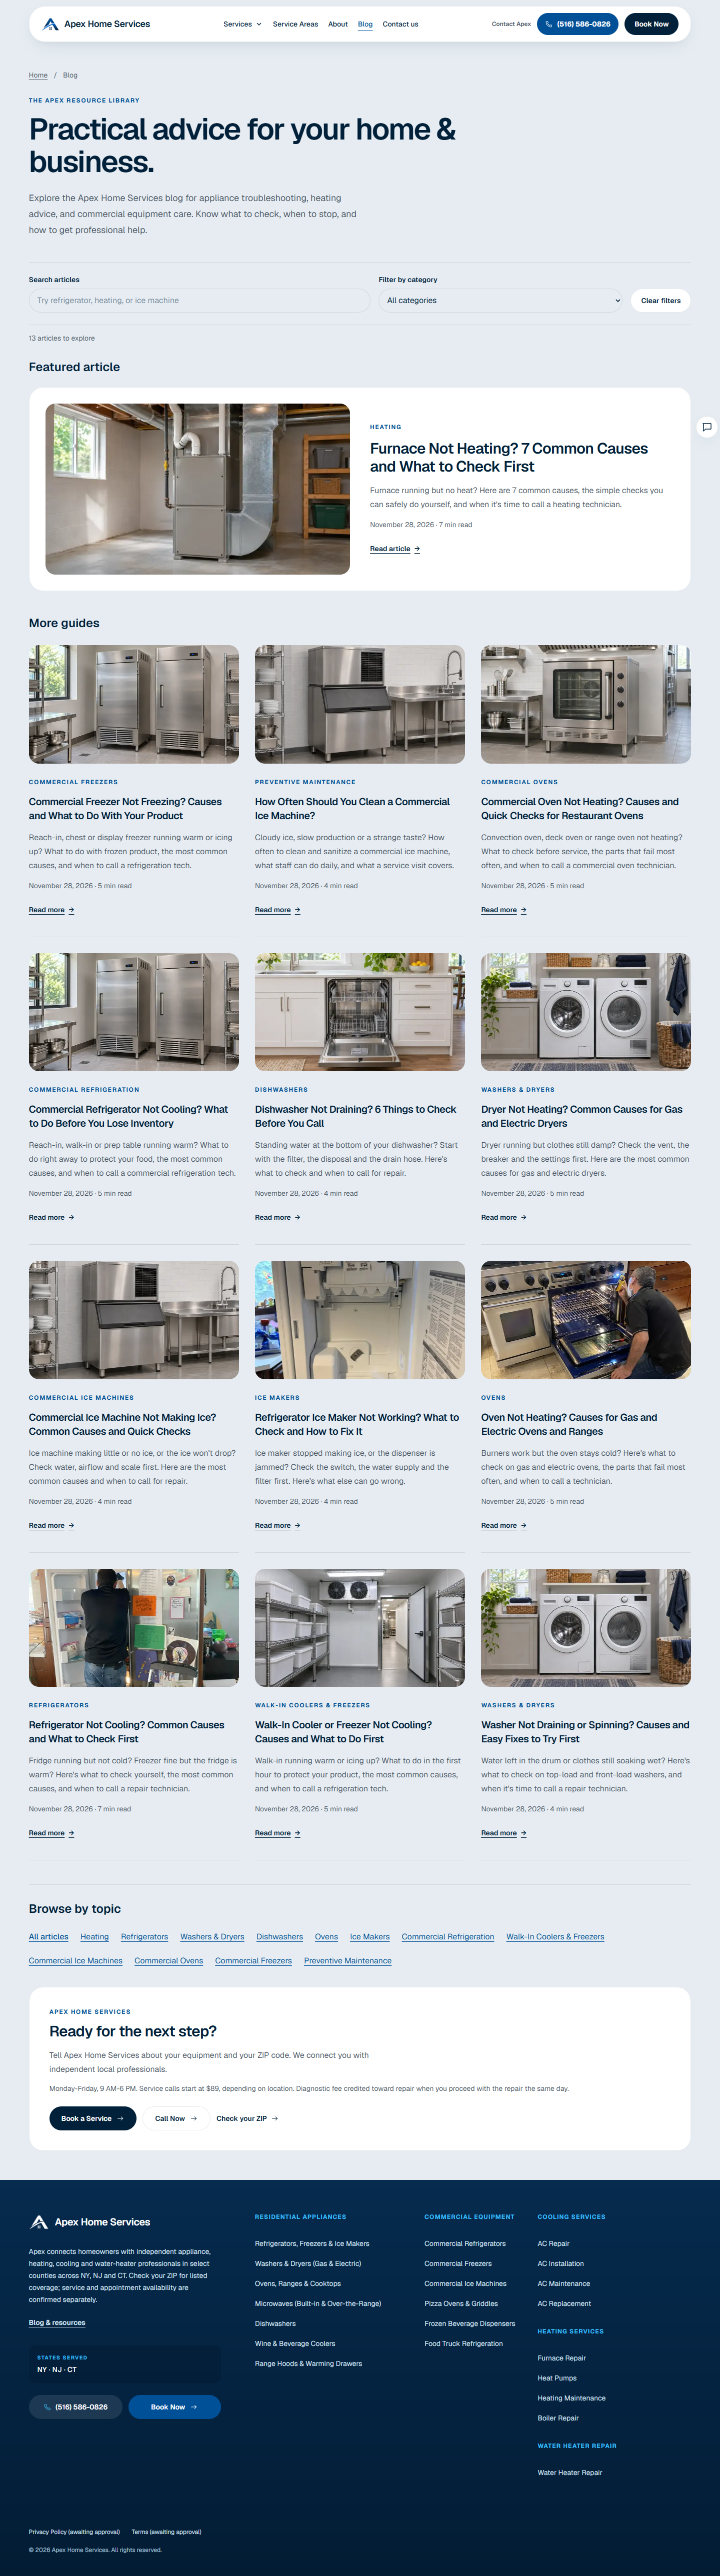 Apex Home Services
Services
Service Areas
About
Blog
Contact us
Contact Apex
(516) 586-0826
Book Now
Home / Blog
THE APEX RESOURCE LIBRARY
Practical advice for your home &
business.
Explore the Apex Home Services blog for appliance troubleshooting, heating
advice, and commercial equipment care. Know what to check, when to stop, and
how to get professional help.
Search articles
Try refrigerator, heating, or ice machine
Filter by category
All categories
Clear filters
13 articles to explore
Featured article
HEATING
Furnace Not Heating? 7 Common Causes
and What to Check First
Furnace running but no heat? Here are 7 common causes, the simple checks you
can safely do yourself, and when it's time to call a heating technician.
November 28, 2026 · 7 min read
Read article →
More guides
COMMERCIAL FREEZERS
Commercial Freezer Not Freezing? Causes
and What to Do With Your Product
Reach-in, chest or display freezer running warm or icing
up? What to do with frozen product, the most common
causes, and when to call a refrigeration tech.
November 28, 2026 · 5 min read
Read more →
PREVENTIVE MAINTENANCE
How Often Should You Clean a Commercial
Ice Machine?
Cloudy ice, slow production or a strange taste? How
often to clean and sanitize a commercial ice machine,
what staff can do daily, and what a service visit covers.
November 28, 2026 · 4 min read
Read more →
COMMERCIAL OVENS
Commercial Oven Not Heating? Causes and
Quick Checks for Restaurant Ovens
Convection oven, deck oven or range oven not heating?
What to check before service, the parts that fail most
often, and when to call a commercial oven technician.
November 28, 2026 · 5 min read
Read more →
COMMERCIAL REFRIGERATION
Commercial Refrigerator Not Cooling? What
to Do Before You Lose Inventory
Reach-in, walk-in or prep table running warm? What to
do right away to protect your food, the most common
causes, and when to call a commercial refrigeration tech.
November 28, 2026 · 5 min read
Read more →
DISHWASHERS
Dishwasher Not Draining? 6 Things to Check
Before You Call
Standing water at the bottom of your dishwasher? Start
with the filter, the disposal and the drain hose. Here's
what to check and when to call for repair.
November 28, 2026 · 4 min read
Read more →
WASHERS & DRYERS
Dryer Not Heating? Common Causes for Gas
and Electric Dryers
Dryer running but clothes still damp? Check the vent, the
breaker and the settings first. Here are the most common
causes for gas and electric dryers.
November 28, 2026 · 5 min read
Read more →
COMMERCIAL ICE MACHINES
Commercial Ice Machine Not Making Ice?
Common Causes and Quick Checks
Ice machine making little or no ice, or the ice won't drop?
Check water, airflow and scale first. Here are the most
common causes and when to call for repair.
November 28, 2026 · 4 min read
Read more →
ICE MAKERS
Refrigerator Ice Maker Not Working? What to
Check and How to Fix It
Ice maker stopped making ice, or the dispenser is
jammed? Check the switch, the water supply and the
filter first. Here's what else can go wrong.
November 28, 2026 · 4 min read
Read more →
OVENS
Oven Not Heating? Causes for Gas and
Electric Ovens and Ranges
Burners work but the oven stays cold? Here's what to
check on gas and electric ovens, the parts that fail most
often, and when to call a technician.
November 28, 2026 · 5 min read
Read more →
REFRIGERATORS
Refrigerator Not Cooling? Common Causes
and What to Check First
Fridge running but not cold? Freezer fine but the fridge is
warm? Here's what to check yourself, the most common
causes, and when to call a repair technician.
November 28, 2026 · 7 min read
Read more →
WALK-IN COOLERS & FREEZERS
Walk-In Cooler or Freezer Not Cooling?
Causes and What to Do First
Walk-in running warm or icing up? What to do in the first
hour to protect your product, the most common causes,
and when to call a refrigeration tech.
November 28, 2026 · 5 min read
Read more →
WASHERS & DRYERS
Washer Not Draining or Spinning? Causes and
Easy Fixes to Try First
Water left in the drum or clothes still soaking wet? Here's
what to check on top-load and front-load washers, and
when it's time to call a repair technician.
November 28, 2026 · 4 min read
Read more →
Browse by topic
All articles
Heating
Refrigerators
Washers & Dryers
Dishwashers
Ovens
Ice Makers
Commercial Refrigeration
Walk-In Coolers & Freezers
Commercial Ice Machines
Commercial Ovens
Commercial Freezers
Preventive Maintenance
APEX HOME SERVICES
Ready for the next step?
Tell Apex Home Services about your equipment and your ZIP code. We connect you with
independent local professionals.
Monday-Friday, 9 AM-6 PM. Service calls start at $89, depending on location. Diagnostic fee credited toward repair when you proceed with the repair the same day.
Book a Service →
Call Now →
Check your ZIP →
Apex Home Services
Apex connects homeowners with independent appliance,
heating, cooling and water-heater professionals in select
counties across NY, NJ and CT. Check your ZIP for listed
coverage; service and appointment availability are
confirmed separately.
Blog & resources
STATES SERVED
NY · NJ · CT
(516) 586-0826
Book Now →
RESIDENTIAL APPLIANCES
Refrigerators, Freezers & Ice Makers
Washers & Dryers (Gas & Electric)
Ovens, Ranges & Cooktops
Microwaves (Built-in & Over-the-Range)
Dishwashers
Wine & Beverage Coolers
Range Hoods & Warming Drawers
COMMERCIAL EQUIPMENT
Commercial Refrigerators
Commercial Freezers
Commercial Ice Machines
Pizza Ovens & Griddles
Frozen Beverage Dispensers
Food Truck Refrigeration
COOLING SERVICES
AC Repair
AC Installation
AC Maintenance
AC Replacement
HEATING SERVICES
Furnace Repair
Heat Pumps
Heating Maintenance
Boiler Repair
WATER HEATER REPAIR
Water Heater Repair
Privacy Policy (awaiting approval)
Terms (awaiting approval)
© 2026 Apex Home Services. All rights reserved.